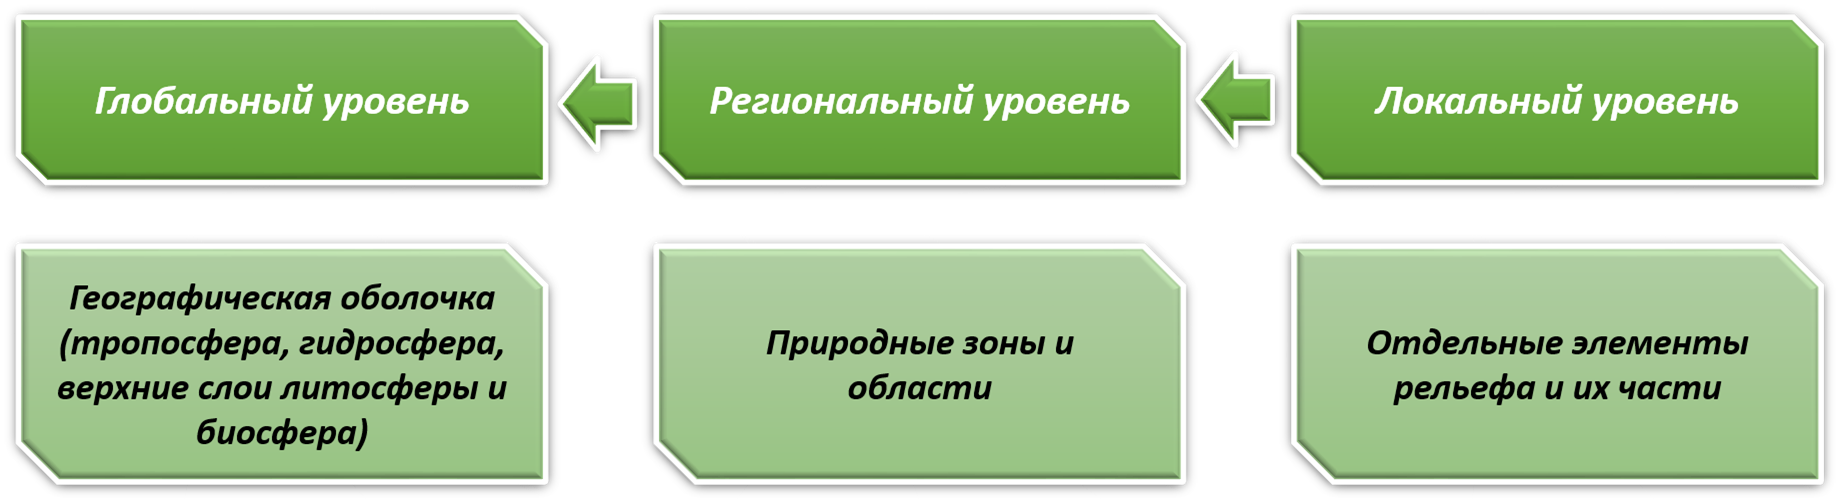 Глобальный уровень
Региональный уровень
Локальный уровень
Географическая оболочка
(тропосфера, гидросфера,
верхние слои литосферы и
биосфера)
Природные зоны и
области
Отдельные элементы
рельефа и их части